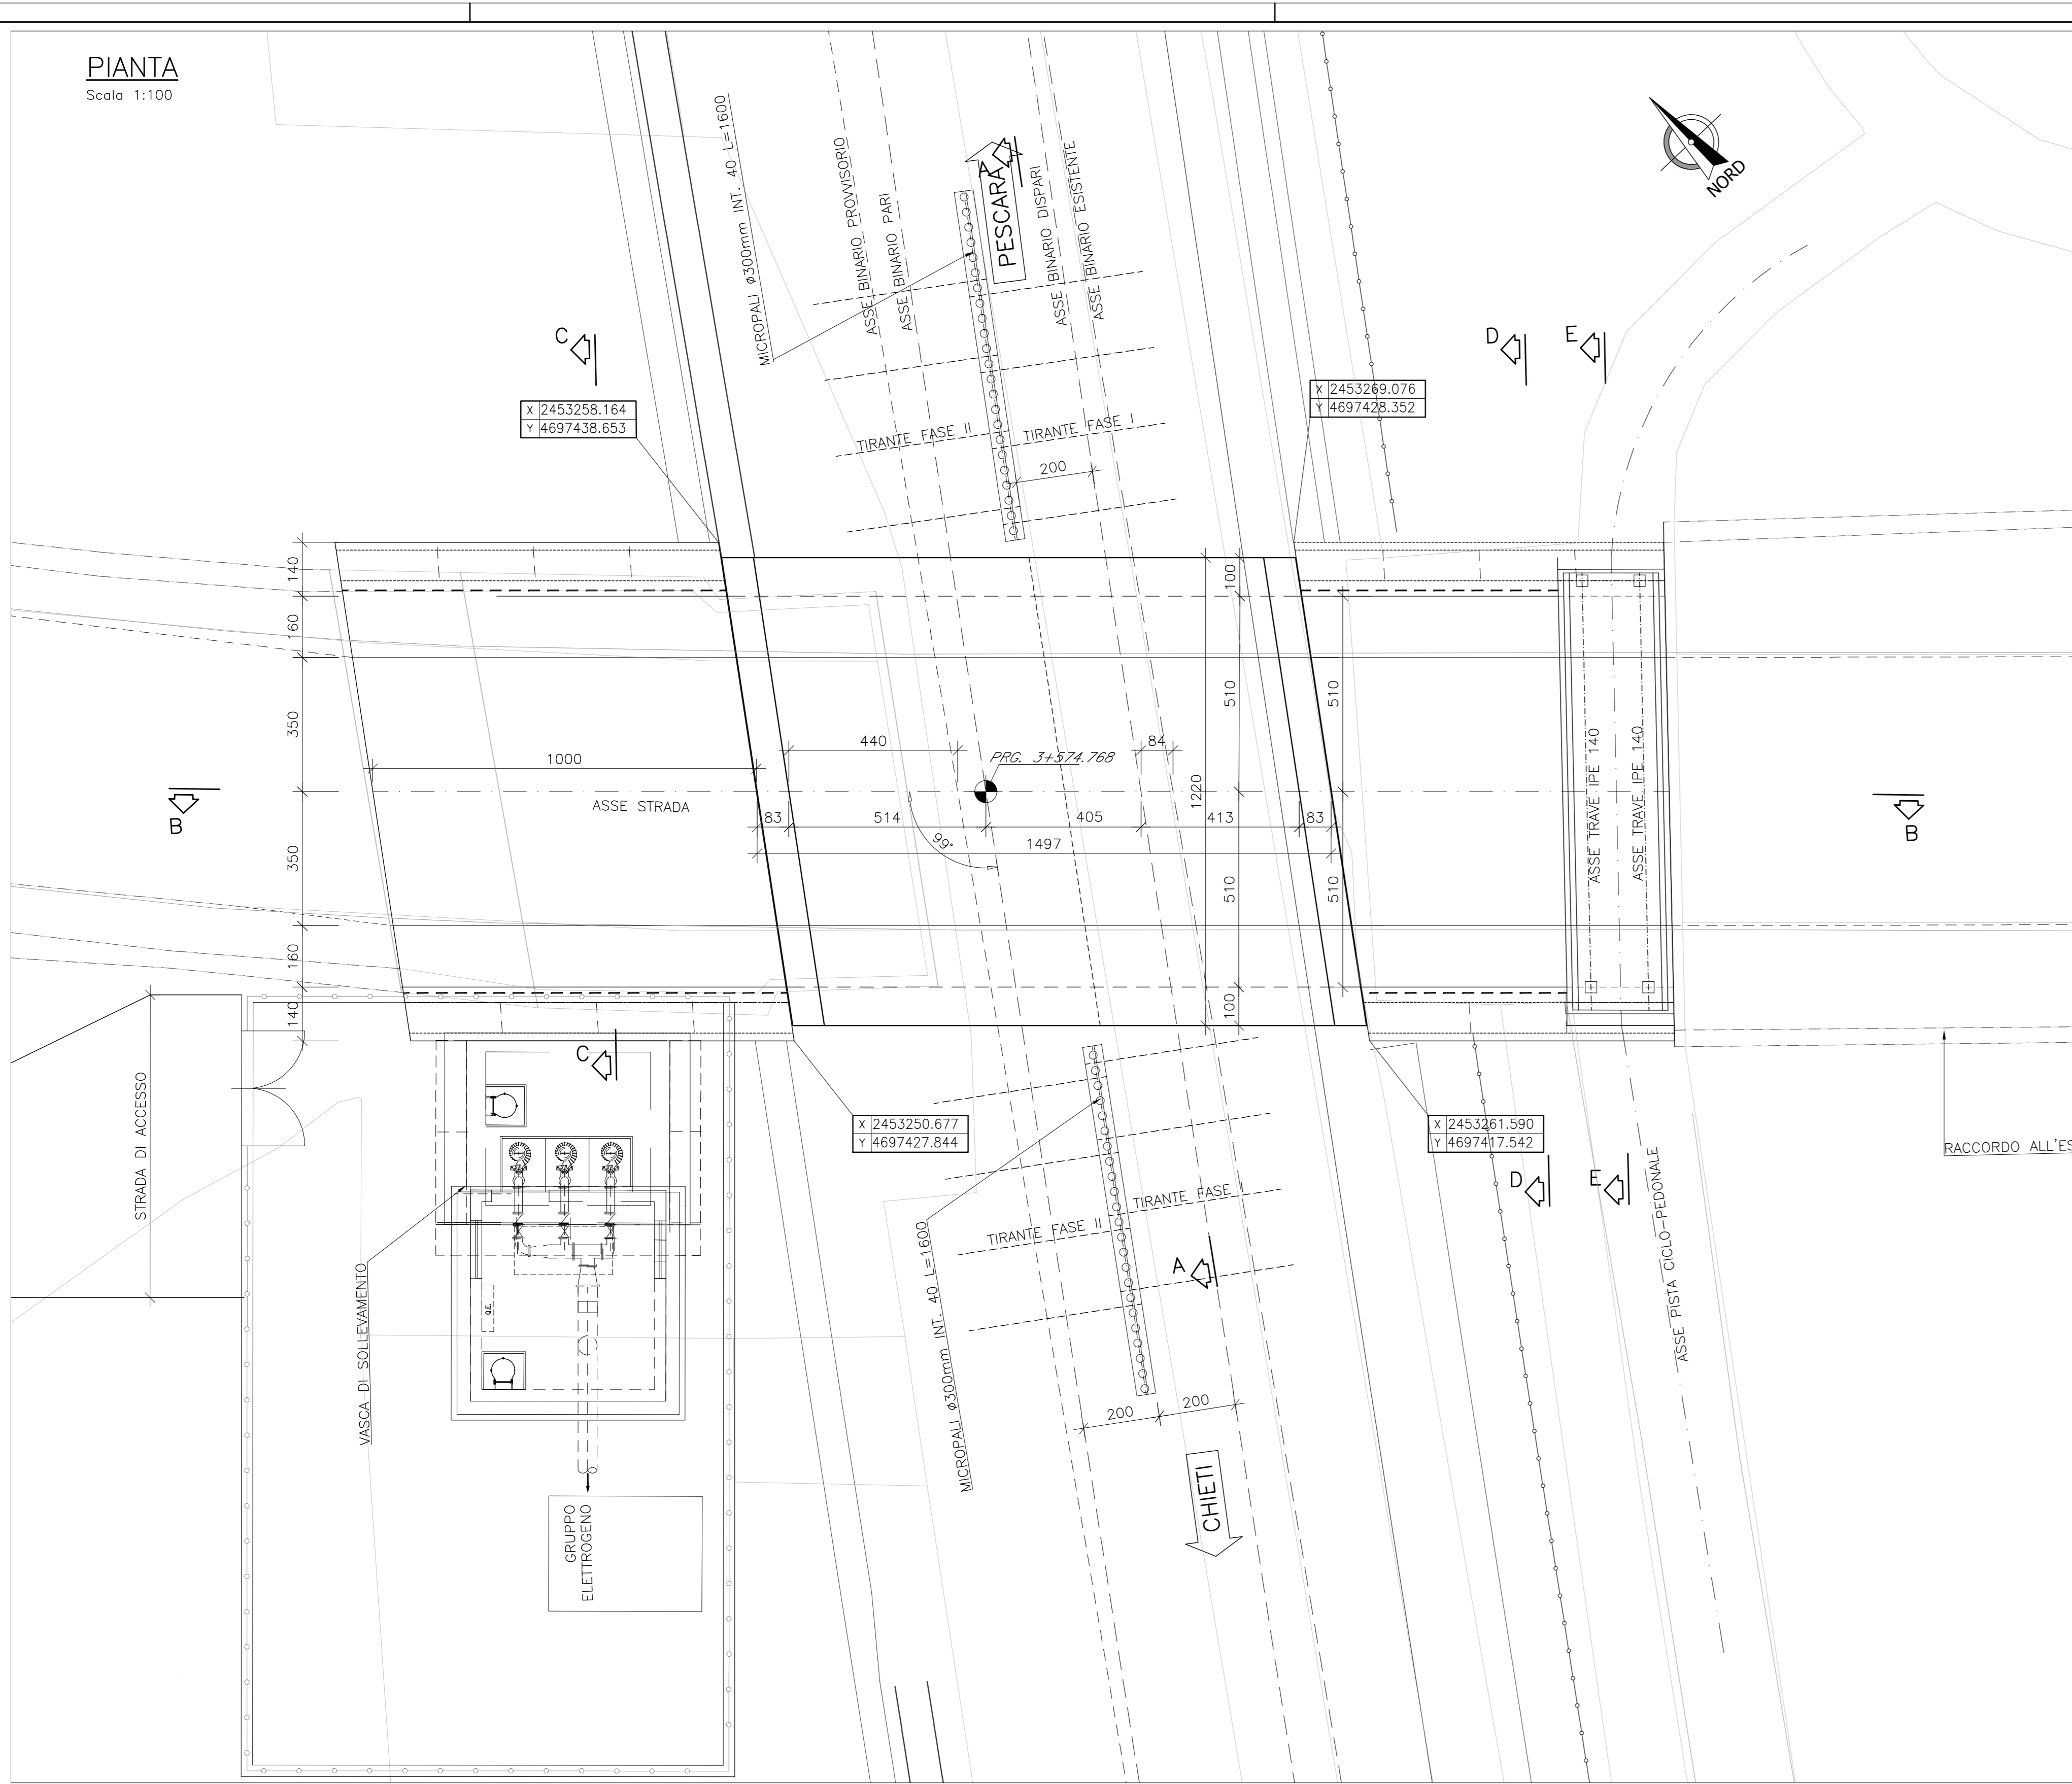 PIANTA
Scala 1:100
NORD
MICROPALI ø300mm INT. 40 L=1600
ASSE BINARIO PROVVISORIO
ASSE BINARIO PARI
A
PESCARA
ASSE BINARIO DISPARI
ASSE BINARIO ESISTENTE
C
D
E
X 2453258.164
Y 4697438.653
X 2453269.076
Y 4697428.352
TIRANTE FASE II
TIRANTE FASE I
200
140
160
350
350
160
140
100
510
510
100
1220
510
510
1000
440
84
PRG. 3+574.768
ASSE STRADA
83
514
405
413
83
1497
99°
B
B
ASSE TRAVE IPE 140
ASSE TRAVE IPE 140
STRADA DI ACCESSO
C
X 2453250.677
Y 4697427.844
X 2453261.590
Y 4697417.542
RACCORDO ALL'ES
D
E
ASSE PISTA CICLO-PEDONALE
TIRANTE FASE
TIRANTE FASE II
A
MICROPALI ø300mm INT. 40 L=1600
VASCA DI SOLLEVAMENTO
Q.E.
200
200
CHIETI
GRUPPO
ELETTROGENO